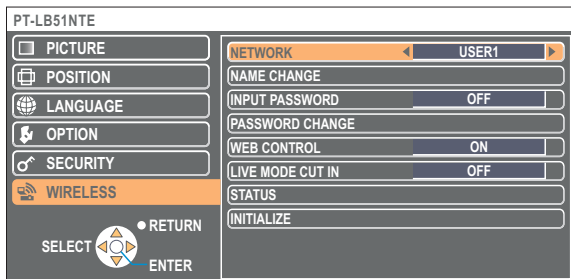 PT-LB51NTE
PICTURE
POSITION
LANGUAGE
OPTION
SECURITY
WIRELESS
RETURN
SELECT
ENTER
NETWORK USER1
NAME CHANGE
INPUT PASSWORD OFF
PASSWORD CHANGE
WEB CONTROL ON
LIVE MODE CUT IN OFF
STATUS
INITIALIZE